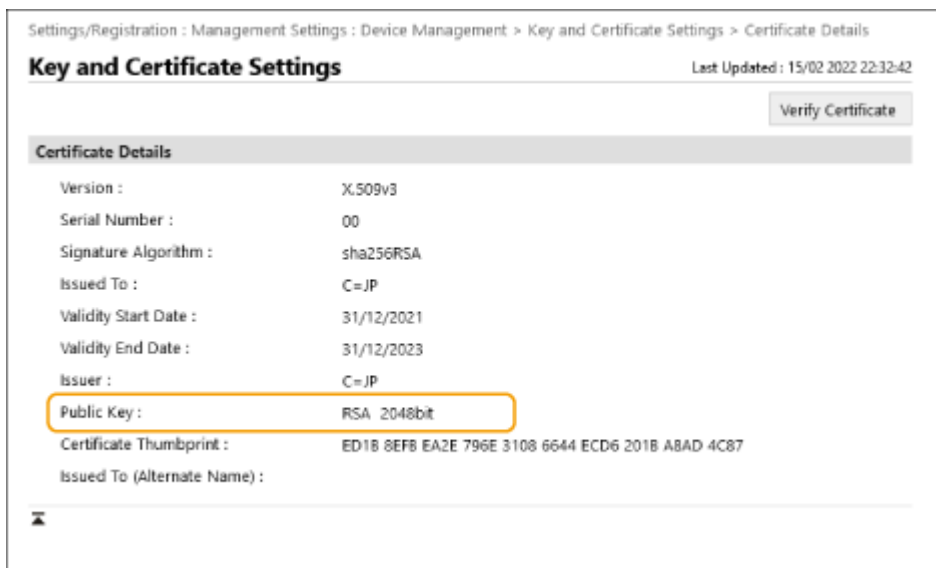 Settings/Registration : Management Settings : Device Management > Key and Certificate Settings > Certificate Details
Key and Certificate Settings
Last Updated : 15/02 2022 22:32:42
Verify Certificate
Certificate Details
Version : X.509v3
Serial Number : 00
Signature Algorithm : sha256RSA
Issued To : C=JP
Validity Start Date : 31/12/2021
Validity End Date : 31/12/2023
Issuer : C=JP
Public Key : RSA 2048bit
Certificate Thumbprint : ED1B 8EFB EA2E 796E 3108 6644 ECD6 201B A8AD 4C87
Issued To (Alternate Name) :